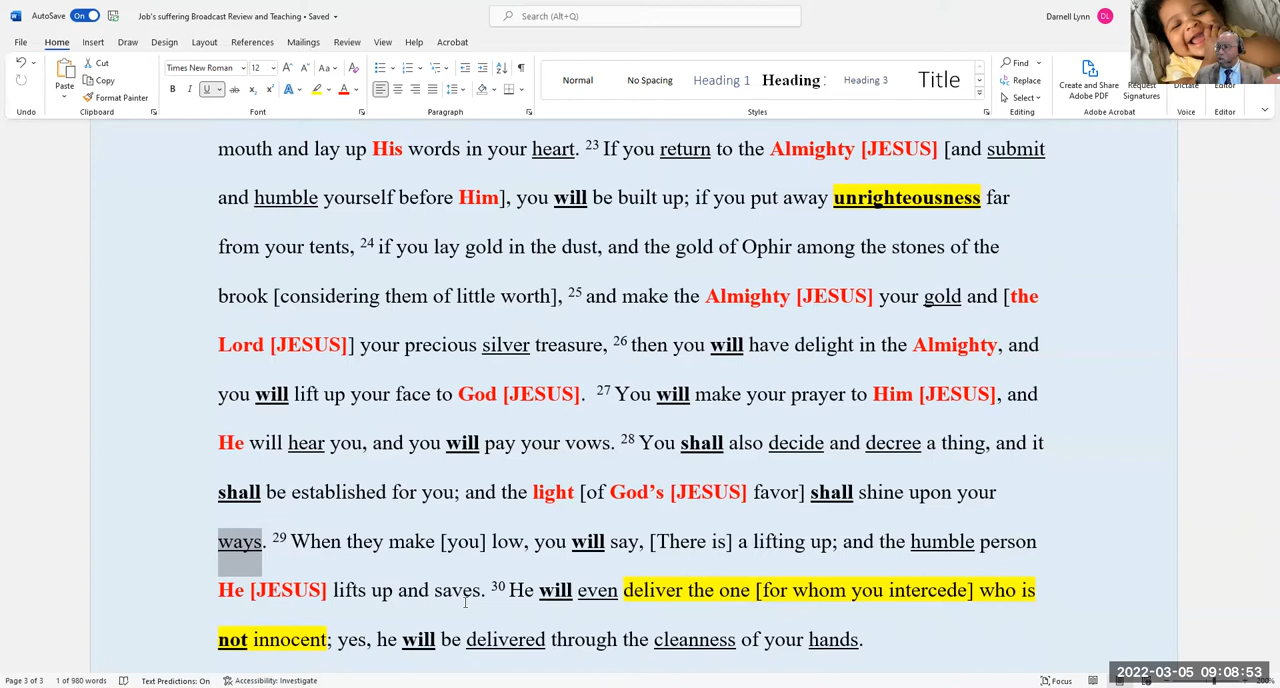 AutoSave On Job's suffering Broadcast Review and Teaching • Saved Search (Alt+Q) Darnell Lynn DL
File Home Insert Draw Design Layout References Mailings Review View Help Acrobat
Paste Cut Copy Format Painter
Times New Roman 12
Normal No Spacing Heading 1 Heading Heading 3 Title
Find Replace Select
Create and Share Adobe PDF Request Signatures Dictate Editor
Undo Clipboard Font Paragraph Styles Editing Adobe Acrobat Voice Editor
mouth and lay up His words in your heart. 23 If you return to the Almighty [JESUS] [and submit
and humble yourself before Him], you will be built up; if you put away unrighteousness far
from your tents, 24 if you lay gold in the dust, and the gold of Ophir among the stones of the
brook [considering them of little worth], 25 and make the Almighty [JESUS] your gold and [the
Lord [JESUS]] your precious silver treasure, 26 then you will have delight in the Almighty, and
you will lift up your face to God [JESUS]. 27 You will make your prayer to Him [JESUS], and
He will hear you, and you will pay your vows. 28 You shall also decide and decree a thing, and it
shall be established for you; and the light [of God’s [JESUS] favor] shall shine upon your
ways. 29 When they make [you] low, you will say, [There is] a lifting up; and the humble person
He [JESUS] lifts up and saves. 30 He will even deliver the one [for whom you intercede] who is
not innocent; yes, he will be delivered through the cleanness of your hands.
Page 3 of 3 1 of 980 words Text Predictions: On Accessibility: Investigate Focus 200%
2022-03-05 09:08:53